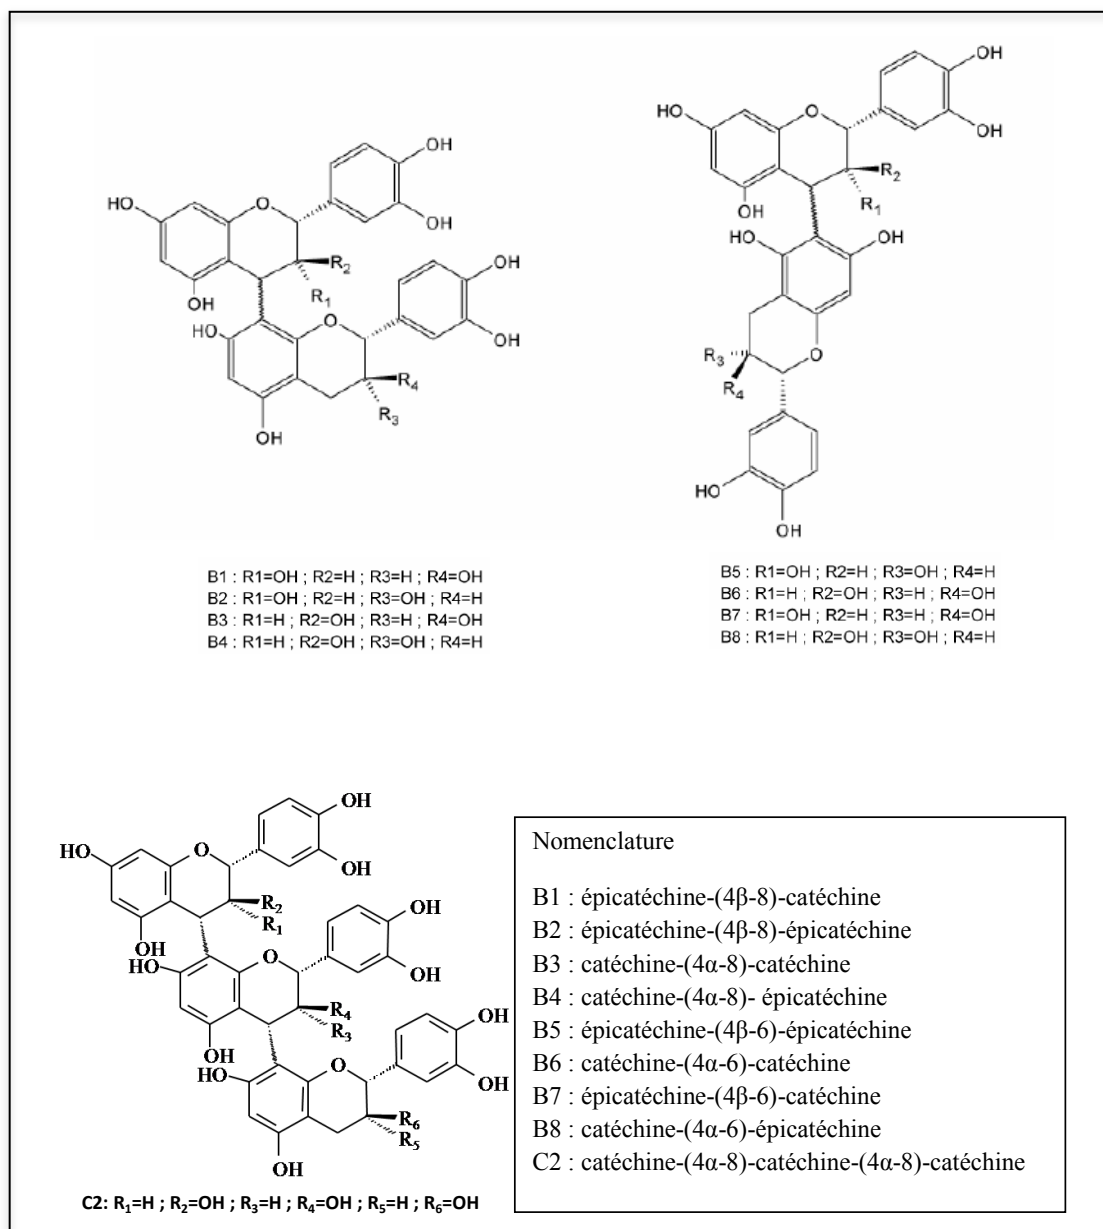 OH
OH
HO
O
R2
R1
OH
OH
OH
HO
O
R4
R3
OH
OH
OH
HO
O
R2
R1
OH
HO
OH
R3
O
R4
HO
OH
B1 : R1=OH ; R2=H ; R3=H ; R4=OH
B2 : R1=OH ; R2=H ; R3=OH ; R4=H
B3 : R1=H ; R2=OH ; R3=H ; R4=OH
B4 : R1=H ; R2=OH ; R3=OH ; R4=H
B5 : R1=OH ; R2=H ; R3=OH ; R4=H
B6 : R1=H ; R2=OH ; R3=H ; R4=OH
B7 : R1=OH ; R2=H ; R3=H ; R4=OH
B8 : R1=H ; R2=OH ; R3=OH ; R4=H
OH
HO
O
OH
R2
R1
OH
OH
HO
O
OH
R4
R3
OH
OH
HO
O
OH
R6
R5
OH
C2: R1=H ; R2=OH ; R3=H ; R4=OH ; R5=H ; R6=OH
Nomenclature
B1 : épicatéchine-(4β-8)-catéchine
B2 : épicatéchine-(4β-8)-épicatéchine
B3 : catéchine-(4α-8)-catéchine
B4 : catéchine-(4α-8)- épicatéchine
B5 : épicatéchine-(4β-6)-épicatéchine
B6 : catéchine-(4α-6)-catéchine
B7 : épicatéchine-(4β-6)-catéchine
B8 : catéchine-(4α-6)-épicatéchine
C2 : catéchine-(4α-8)-catéchine-(4α-8)-catéchine